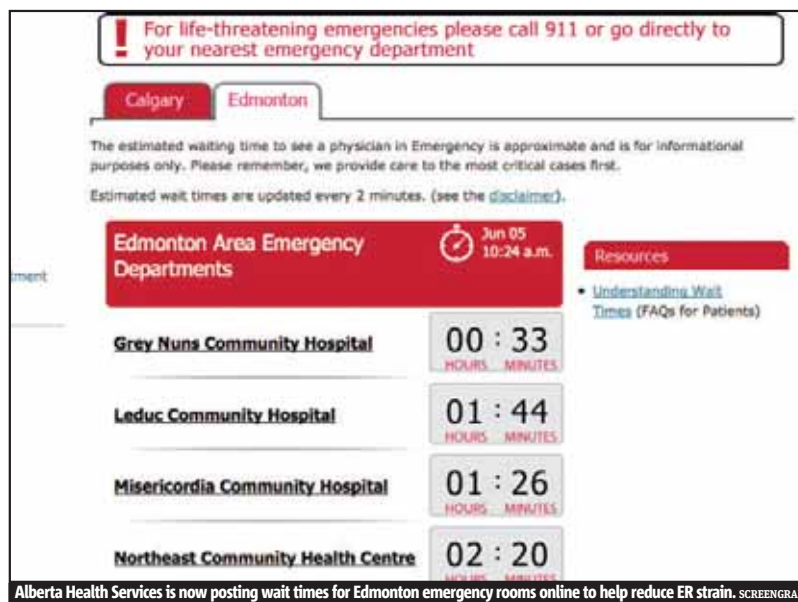 ! For life-threatening emergencies please call 911 or go directly to
your nearest emergency department
Calgary
Edmonton
The estimated waiting time to see a physician in Emergency is approximate and is for informational
purposes only. Please remember, we provide care to the most critical cases first.
Estimated wait times are updated every 2 minutes. (see the disclaimer).
Edmonton Area Emergency
Departments
Jun 05
10:24 a.m.
Resources
tment
• Understanding Wait
Times (FAQs for Patients)
Grey Nuns Community Hospital
00 : 33
HOURS MINUTES
Leduc Community Hospital
01 : 44
HOURS MINUTES
Misericordia Community Hospital
01 : 26
HOURS MINUTES
Northeast Community Health Centre
02 : 20
HOURS MINUTES
Alberta Health Services is now posting wait times for Edmonton emergency rooms online to help reduce ER strain. SCREENGRA